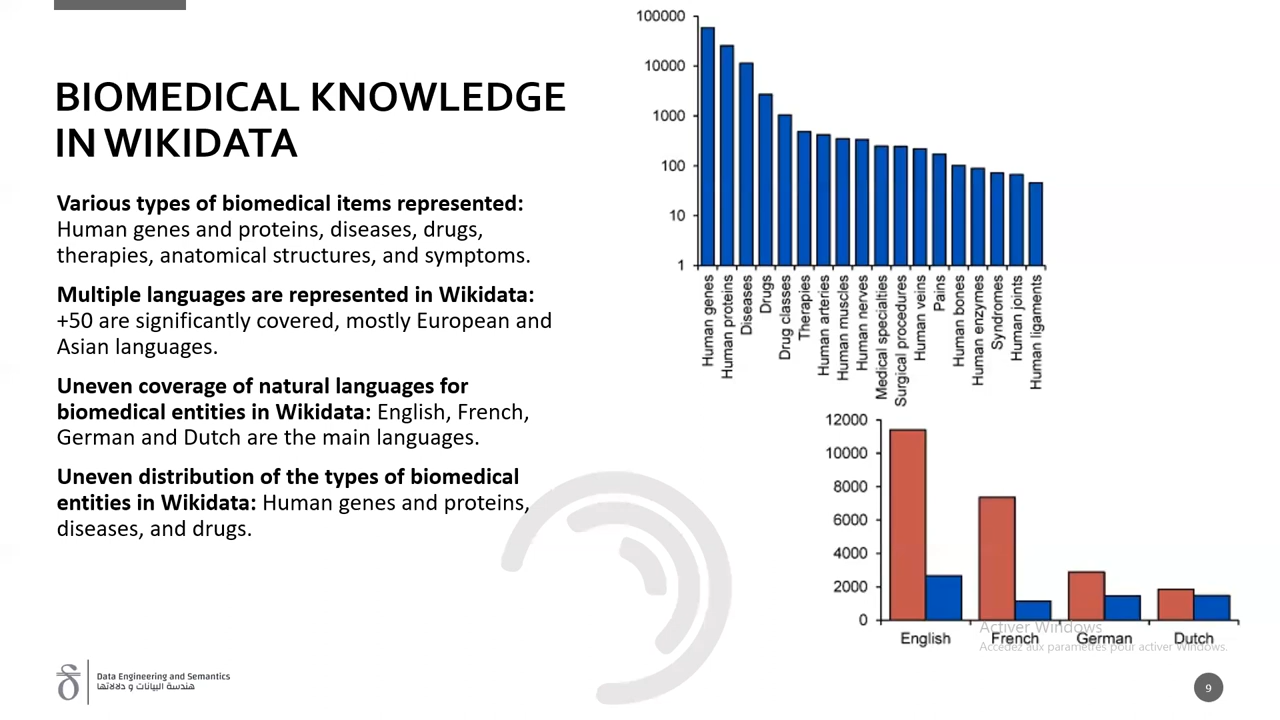 BIOMEDICAL KNOWLEDGE
IN WIKIDATA
Various types of biomedical items represented:
Human genes and proteins, diseases, drugs,
therapies, anatomical structures, and symptoms.
Multiple languages are represented in Wikidata:
+50 are significantly covered, mostly European and
Asian languages.
Uneven coverage of natural languages for
biomedical entities in Wikidata: English, French,
German and Dutch are the main languages.
Uneven distribution of the types of biomedical
entities in Wikidata: Human genes and proteins,
diseases, and drugs.
100000
10000
1000
100
10
1
Human genes
Human proteins
Diseases
Drugs
Drug classes
Therapies
Human arteries
Human muscles
Human nerves
Medical specialties
Surgical procedures
Human veins
Pains
Human bones
Human enzymes
Syndromes
Human joints
Human ligaments
12000
10000
8000
6000
4000
2000
0
English
French
German
Dutch
Activer Windows
Accédez aux paramètres pour activer Windows.
Data Engineering and Semantics
هندسة البيانات و دلالاتها
9